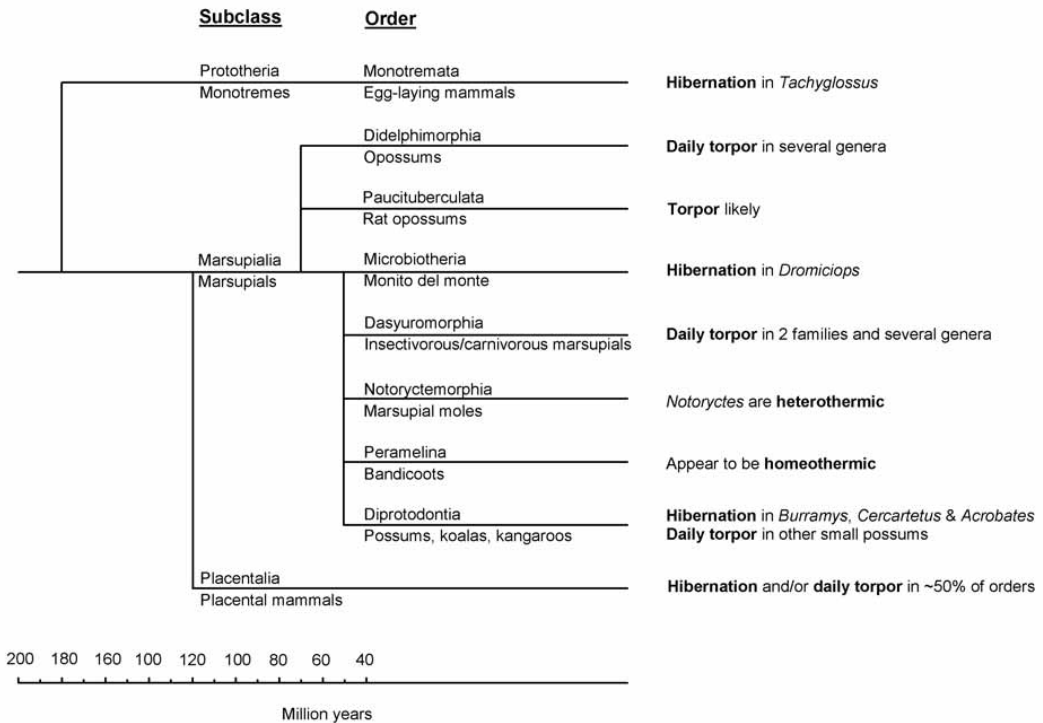 Subclass Order
Prototheria Monotremata
Hibernation in Tachyglossus
Monotremes Egg-laying mammals
Didelphimorphia
Daily torpor in several genera
Opossums
Paucituberculata
Torpor likely
Rat opossums
Marsupialia Microbiotheria
Hibernation in Dromiciops
Marsupials Monito del monte
Dasyuromorphia
Daily torpor in 2 families and several genera
Insectivorous/carnivorous marsupials
Notoryctemorphia
Notoryctes are heterothermic
Marsupial moles
Peramelina
Appear to be homeothermic
Bandicoots
Diprotodontia
Hibernation in Burramys, Cercartetus & Acrobates
Possums, koalas, kangaroos
Daily torpor in other small possums
Placentalia
Hibernation and/or daily torpor in ~50% of orders
Placental mammals
200 180 160 100 120 100 80 60 40
Million years